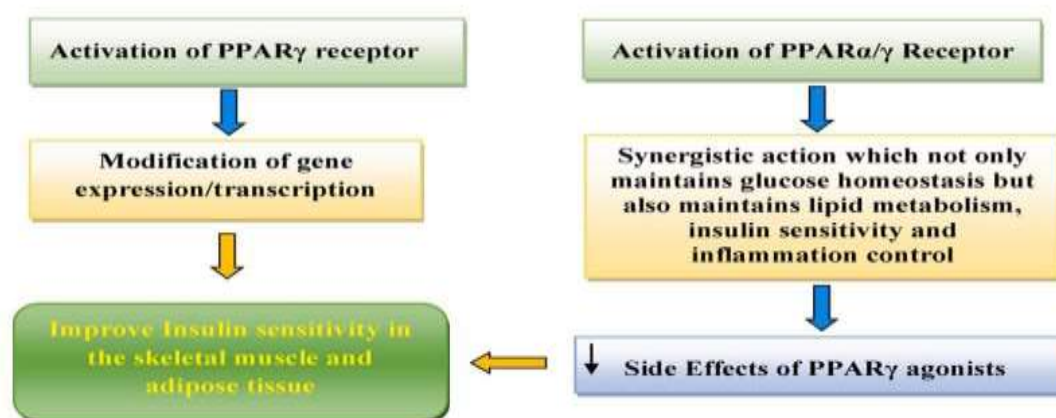 Activation of PPARγ receptor
Modification of gene
expression/transcription
Improve Insulin sensitivity in
the skeletal muscle and
adipose tissue
Activation of PPARα/γ Receptor
Synergistic action which not only
maintains glucose homeostasis but
also maintains lipid metabolism,
insulin sensitivity and
inflammation control
↓ Side Effects of PPARγ agonists